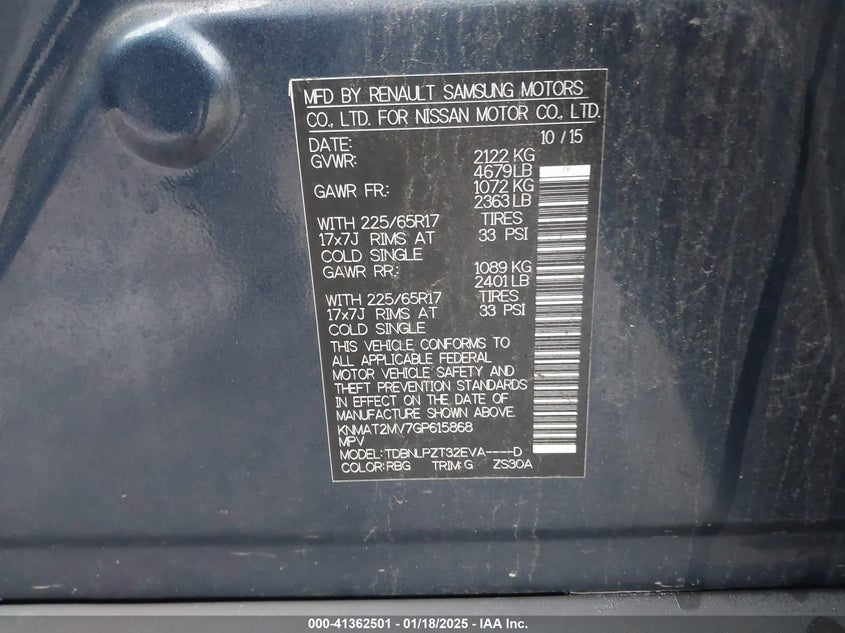 MFD BY RENAULT SAMSUNG MOTORS
CO., LTD. FOR NISSAN MOTOR CO., LTD.
DATE: 10 / 15
GVWR: 2122 KG
4679 LB
GAWR FR: 1072 KG
2363 LB
WITH 225/65R17 TIRES
17x7J RIMS AT 33 PSI
COLD SINGLE
GAWR RR: 1089 KG
2401 LB
WITH 225/65R17 TIRES
17x7J RIMS AT 33 PSI
COLD SINGLE
THIS VEHICLE CONFORMS TO
ALL APPLICABLE FEDERAL
MOTOR VEHICLE SAFETY AND
THEFT PREVENTION STANDARDS
IN EFFECT ON THE DATE OF
MANUFACTURE SHOWN ABOVE.
KNMAT2MV7GP615868
MPV
MODEL: TDBNLPZT32EVA----D
COLOR: RBG TRIM: G ZS30A
000-41362501 - 01/18/2025 - IAA Inc.